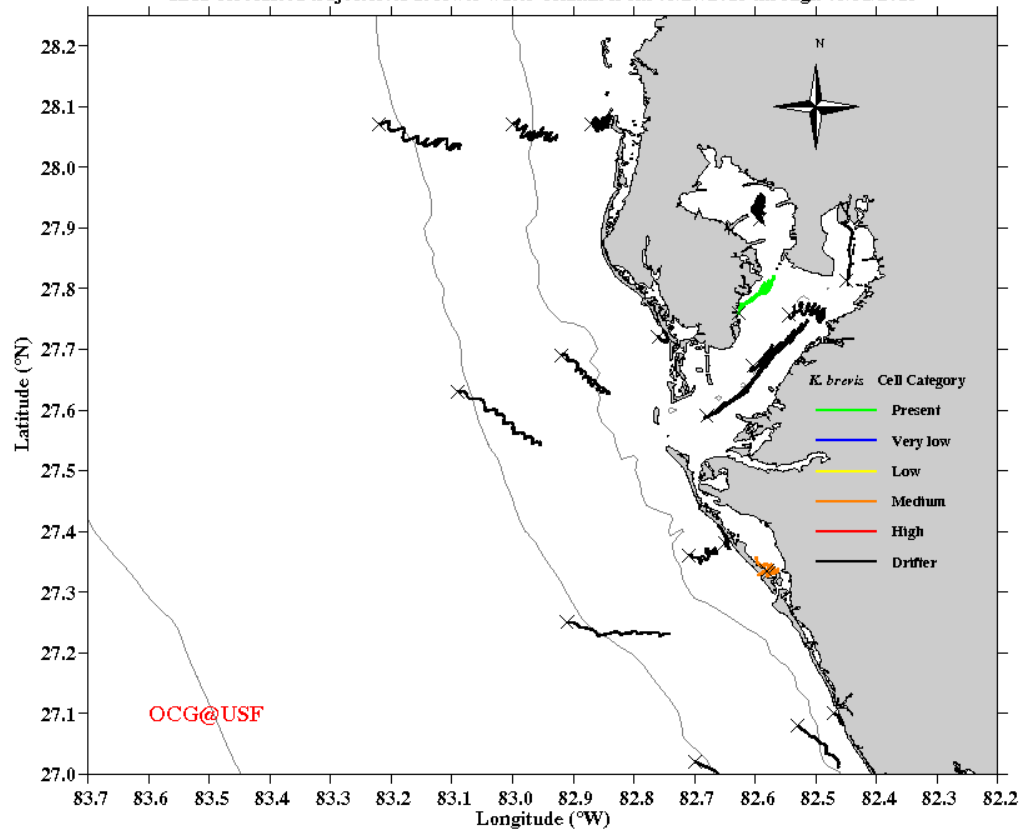 N
28.2
28.1
28.0
27.9
27.8
27.7
27.6
27.5
27.4
27.3
27.2
27.1
27.0
Latitude (°N)
K. brevis Cell Category
Present
Very low
Low
Medium
High
Drifter
OCG@USF
83.7 83.6 83.5 83.4 83.3 83.2 83.1 83.0 82.9 82.8 82.7 82.6 82.5 82.4 82.3 82.2
Longitude (°W)